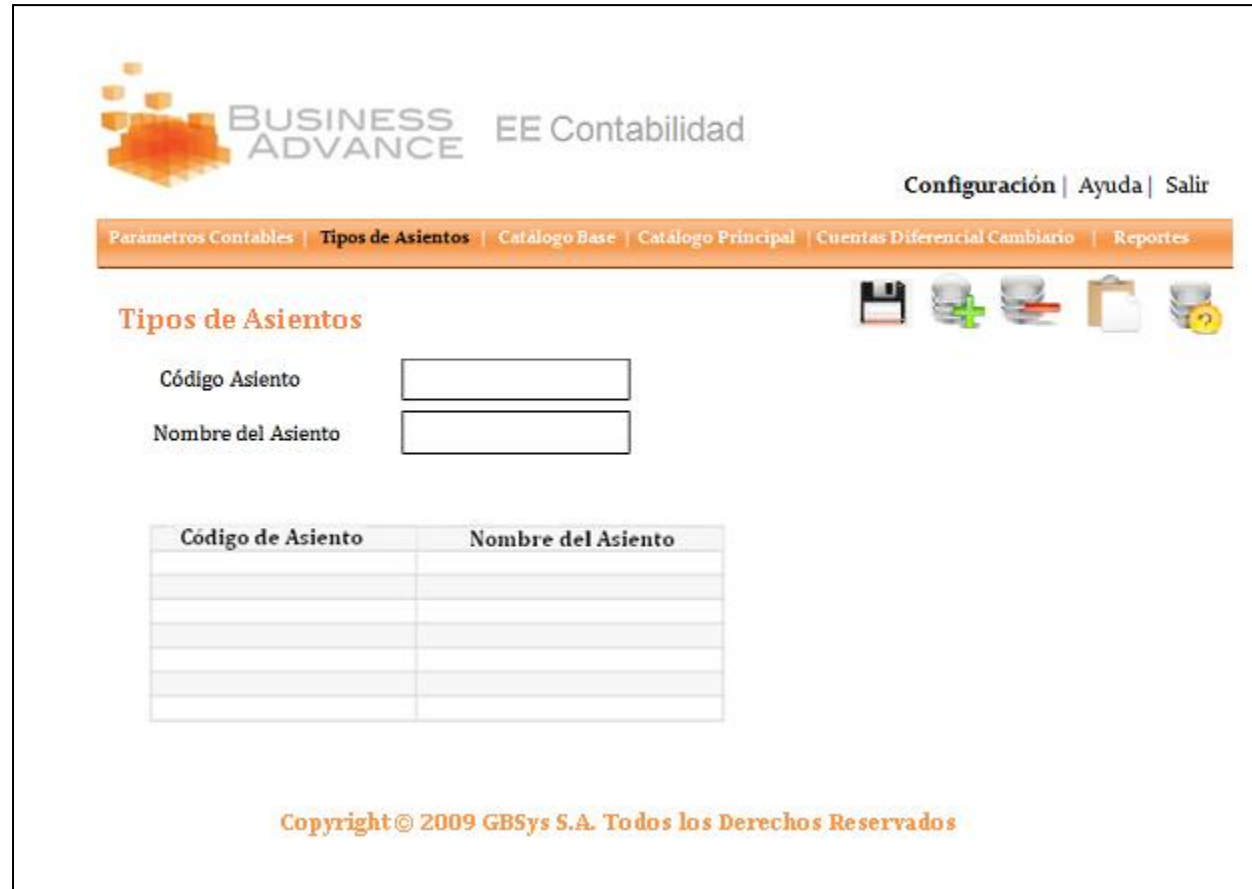 BUSINESS
ADVANCE
EE Contabilidad
Configuración | Ayuda | Salir
Parámetros Contables | Tipos de Asientos | Catálogo Base | Catálogo Principal | Cuentas Diferencial Cambiario | Reportes
Tipos de Asientos
Código Asiento
Nombre del Asiento
Código de Asiento Nombre del Asiento
Copyright © 2009 GBSys S.A. Todos los Derechos Reservados